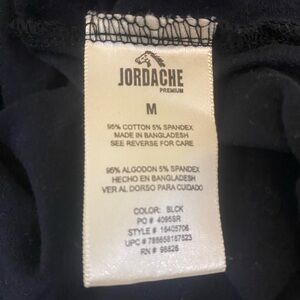 JORDACHE
PREMIUM
M
95% COTTON 5% SPANDEX
MADE IN BANGLADESH
SEE REVERSE FOR CARE
95% ALGODON 5% SPANDEX
HECHO EN BANGLADESH
VER AL DORSO PARA CUIDADO
COLOR: BLCK
PO # 4095SR
STYLE # 16405706
UPC # 788658187523
RN # 98826